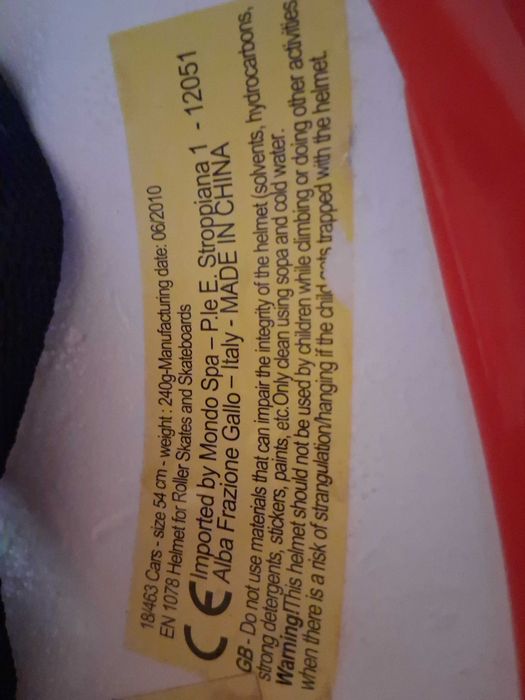 18/463 Cars - size 54 cm - weight : 240g-Manufacturing date: 06/2010
EN 1078 Helmet for Roller Skates and Skateboards
CE Imported by Mondo Spa – P.le E. Stroppiana 1 - 12051
Alba Frazione Gallo – Italy - MADE IN CHINA
GB - Do not use materials that can impair the integrity of the helmet (solvents, hydrocarbons,
strong detergents, stickers, paints, etc.Only clean using sopa and cold water.
Warning!This helmet should not be used by children while climbing or doing other activities
when there is a risk of strangulation/hanging if the child trapped with the helmet.